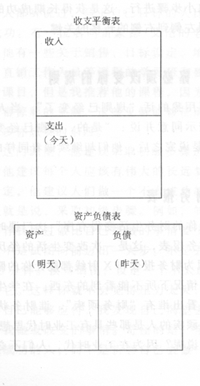 收支平衡表
收入
支出
（今天）
资产负债表
资产 负债
（明天） （昨天）